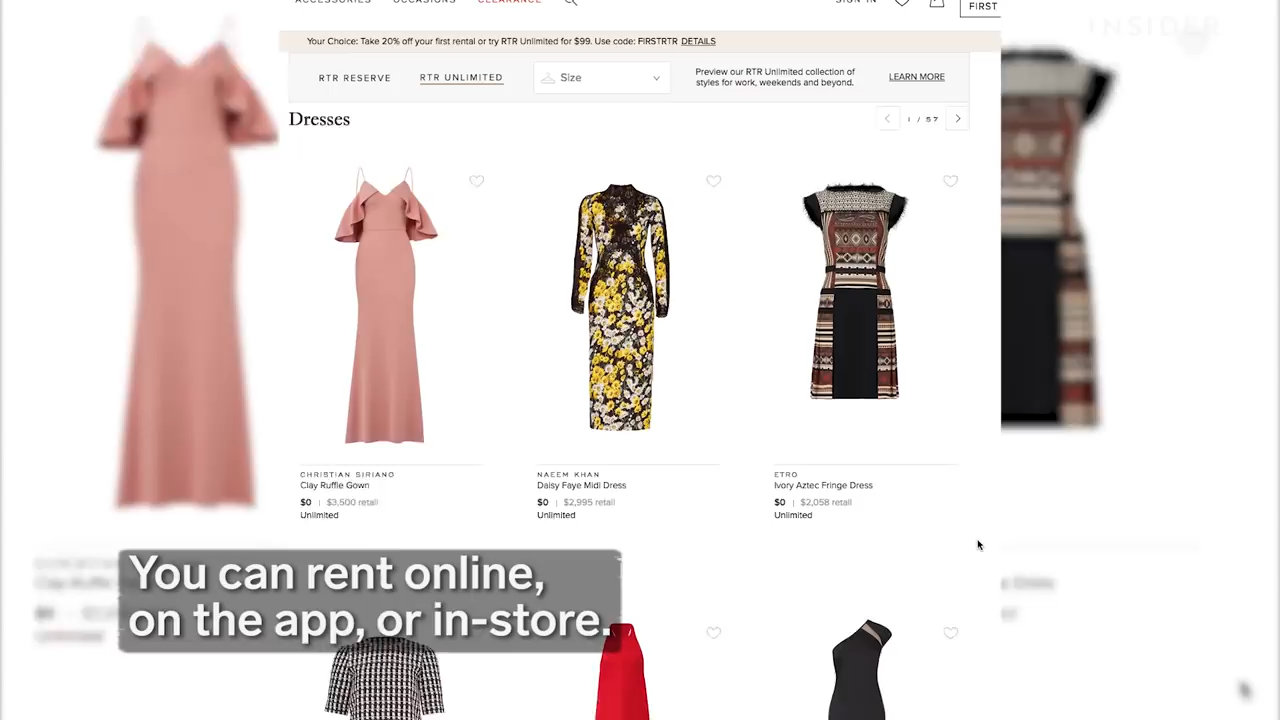 ACCESSORIES OCCASIONS CLEARANCE SIGN IN
FIRST
INSIDER
Your Choice: Take 20% off your first rental or try RTR Unlimited for $99. Use code: FIRSTRTR DETAILS
RTR RESERVE RTR UNLIMITED Size Preview our RTR Unlimited collection of
styles for work, weekends and beyond. LEARN MORE
Dresses 1 / 57
CHRISTIAN SIRIANO
Clay Ruffle Gown
$0 | $3,500 retail
Unlimited
NAEEM KHAN
Daisy Faye Midi Dress
$0 | $2,995 retail
Unlimited
ETRO
Ivory Aztec Fringe Dress
$0 | $2,058 retail
Unlimited
You can rent online,
on the app, or in-store.